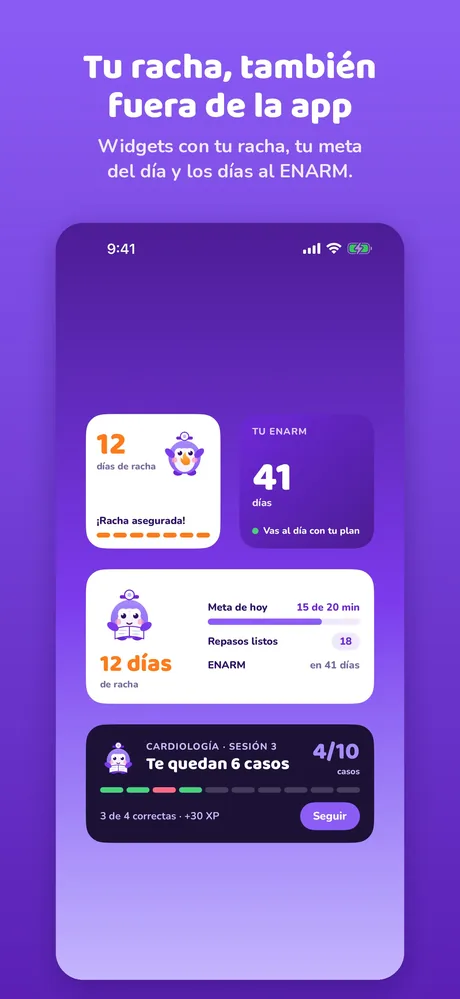 Tu racha, también
fuera de la app
Widgets con tu racha, tu meta
del día y los días al ENARM.
9:41
12
días de racha
¡Racha asegurada!
TU ENARM
41
días
Vas al día con tu plan
12 días
de racha
Meta de hoy 15 de 20 min
Repasos listos 18
ENARM en 41 días
CARDIOLOGÍA · SESIÓN 3
Te quedan 6 casos
4/10
casos
3 de 4 correctas · +30 XP
Seguir